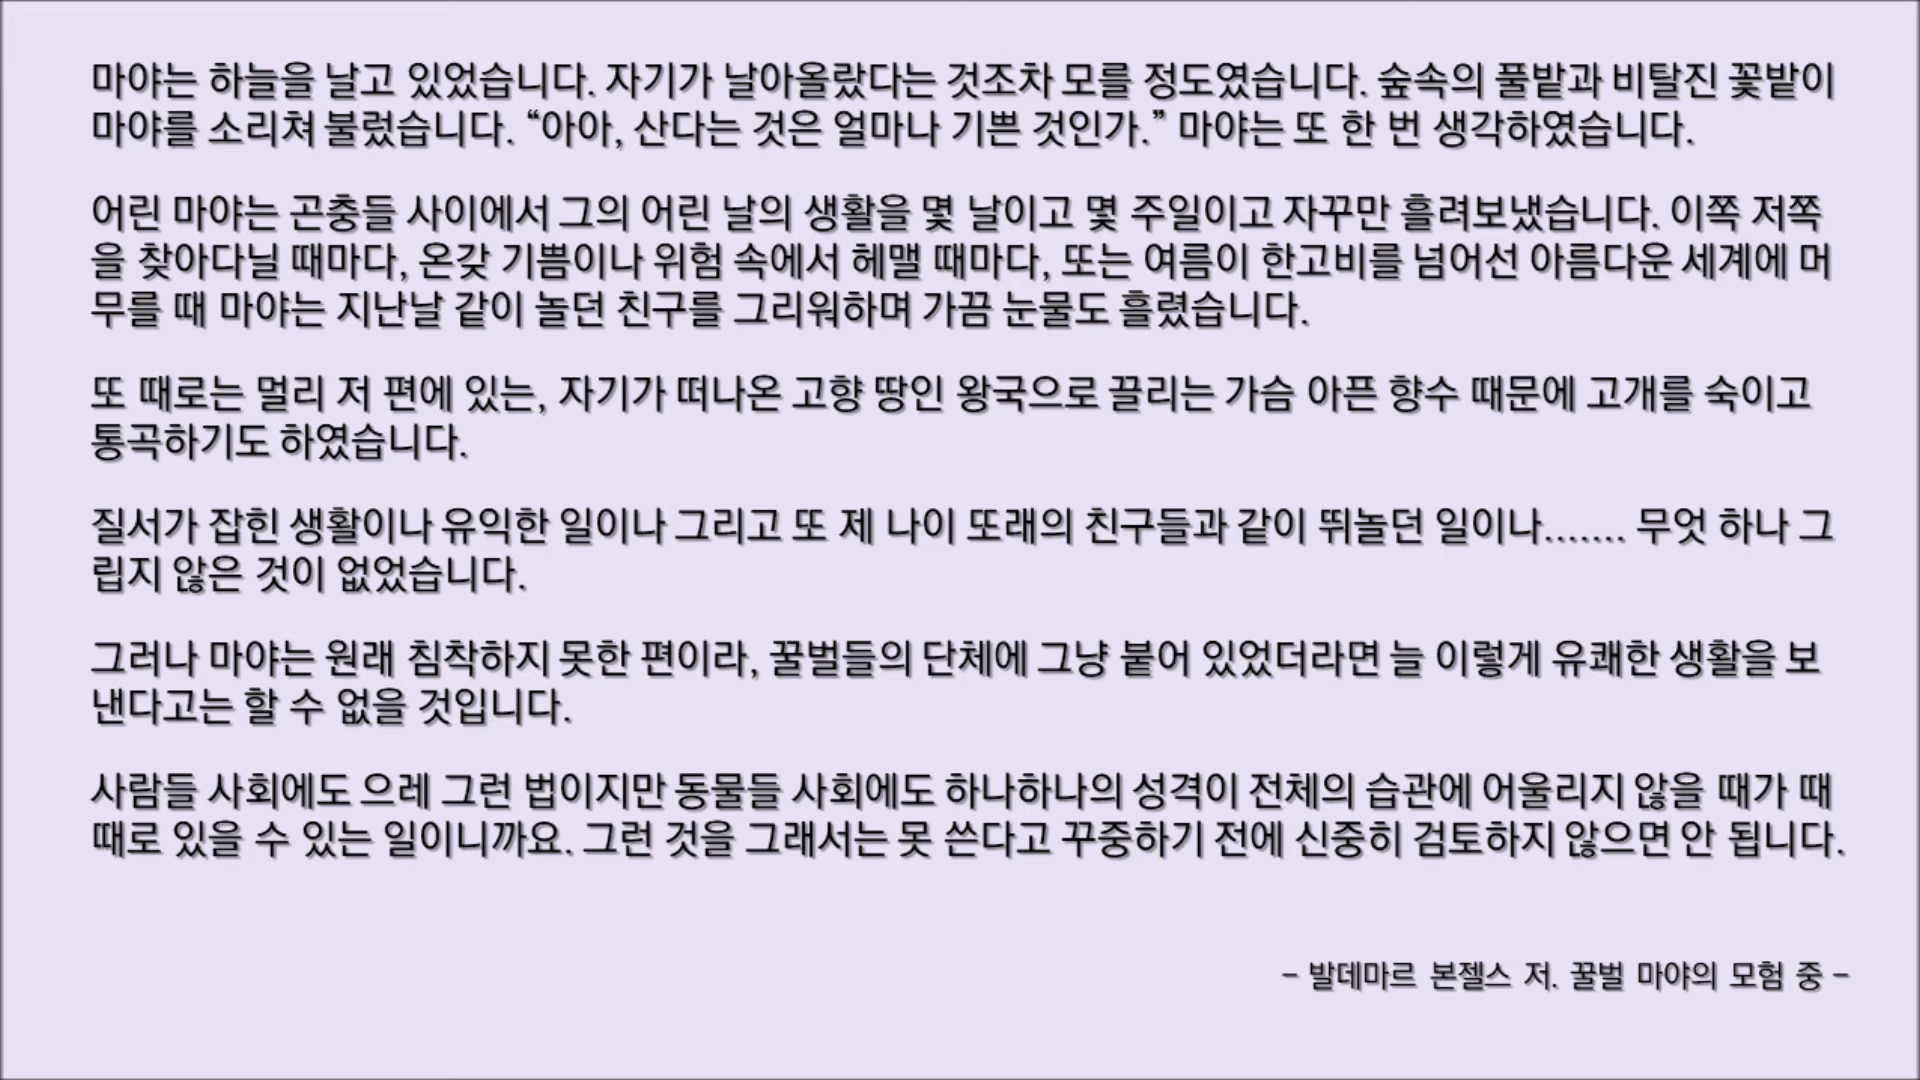 마야는 하늘을 날고 있었습니다. 자기가 날아올랐다는 것조차 모를 정도였습니다. 숲속의 풀밭과 비탈진 꽃밭이
마야를 소리쳐 불렀습니다. “아아, 산다는 것은 얼마나 기쁜 것인가.” 마야는 또 한 번 생각하였습니다.
어린 마야는 곤충들 사이에서 그의 어린 날의 생활을 몇 날이고 몇 주일이고 자꾸만 흘려보냈습니다. 이쪽 저쪽
을 찾아다닐 때마다, 온갖 기쁨이나 위험 속에서 헤맬 때마다, 또는 여름이 한고비를 넘어선 아름다운 세계에 머
무를 때 마야는 지난날 같이 놀던 친구를 그리워하며 가끔 눈물도 흘렸습니다.
또 때로는 멀리 저 편에 있는, 자기가 떠나온 고향 땅인 왕국으로 끌리는 가슴 아픈 향수 때문에 고개를 숙이고
통곡하기도 하였습니다.
질서가 잡힌 생활이나 유익한 일이나 그리고 또 제 나이 또래의 친구들과 같이 뛰놀던 일이나....... 무엇 하나 그
립지 않은 것이 없었습니다.
그러나 마야는 원래 침착하지 못한 편이라, 꿀벌들의 단체에 그냥 붙어 있었더라면 늘 이렇게 유쾌한 생활을 보
낸다고는 할 수 없을 것입니다.
사람들 사회에도 으레 그런 법이지만 동물들 사회에도 하나하나의 성격이 전체의 습관에 어울리지 않을 때가 때
때로 있을 수 있는 일이니까요. 그런 것을 그래서는 못 쓴다고 꾸중하기 전에 신중히 검토하지 않으면 안 됩니다.
- 발데마르 본젤스 저. 꿀벌 마야의 모험 중 -